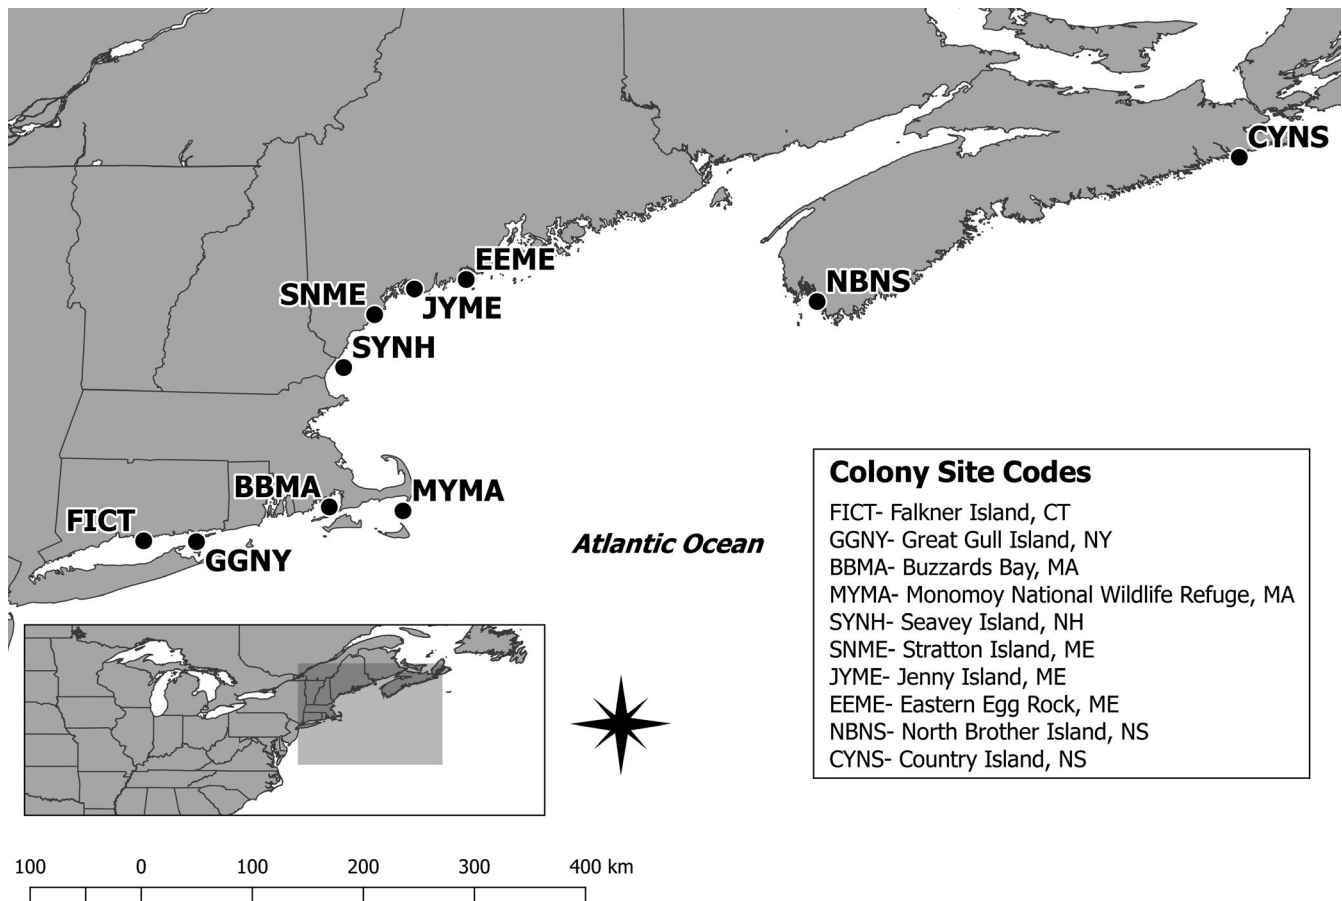 CYNS
EEME
NBNS
SNME
JYME
SYNH
BBMA
MYMA
FICT
GGNY
Atlantic Ocean
Colony Site Codes
FICT- Falkner Island, CT
GGNY- Great Gull Island, NY
BBMA- Buzzards Bay, MA
MYMA- Monomoy National Wildlife Refuge, MA
SYNH- Seavey Island, NH
SNME- Stratton Island, ME
JYME- Jenny Island, ME
EEME- Eastern Egg Rock, ME
NBNS- North Brother Island, NS
CYNS- Country Island, NS
100 0 100 200 300 400 km